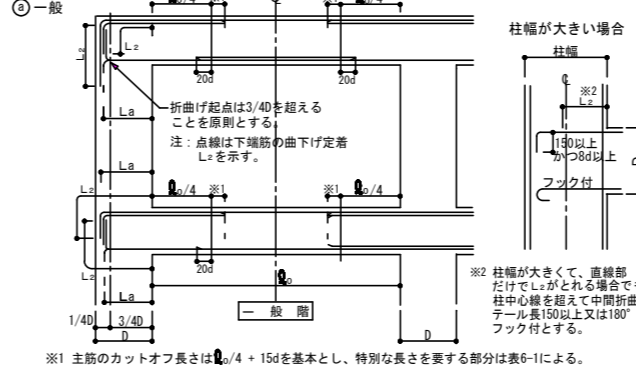 ⓐ 一般
L₂
L₂
20d
20d
折曲げ起点は3/4Dを超える
ことを原則とする。
注：点線は下端筋の曲下げ定着
L₂を示す。
La
La
ℓ₀/4
※1
※1
ℓ₀/4
L₂
L₂
20d
ℓ₀
La
一 般 階
1/4D
3/4D
D
D
柱幅が大きい場合
柱幅
※2
L₂
150以上
かつ8d以上
フック付
※2 柱幅が大きくて、直線部
だけでL₂がとれる場合でも
柱中心線を超えて中間折曲
テール長150以上又は180°
フック付とする。
※1 主筋のカットオフ長さはℓ₀/4 + 15dを基本とし、特別な長さを要する部分は表6-1による。